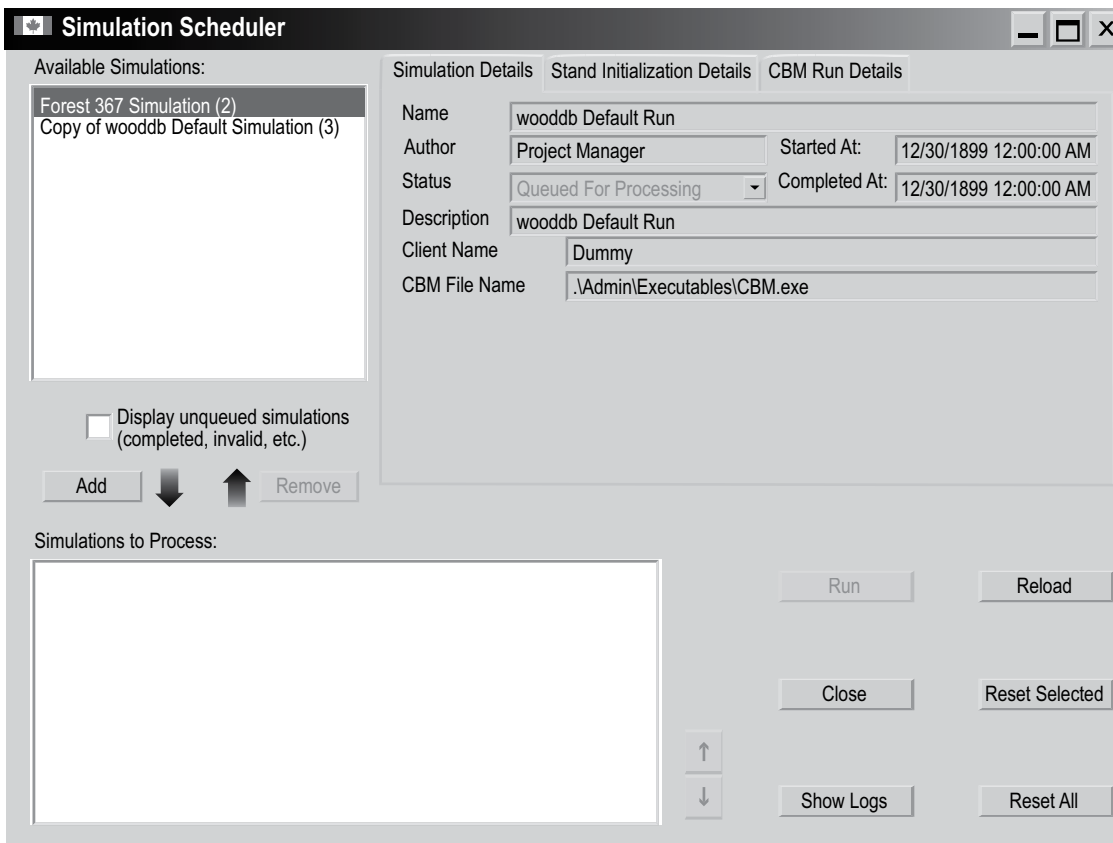 Simulation Scheduler
Available Simulations:
Forest 367 Simulation (2)
Copy of wooddb Default Simulation (3)
Display unqueued simulations
(completed, invalid, etc.)
Add
Remove
Simulation Details
Stand Initialization Details
CBM Run Details
Name
wooddb Default Run
Author
Project Manager
Started At:
12/30/1899 12:00:00 AM
Status
Queued For Processing
Completed At:
12/30/1899 12:00:00 AM
Description
wooddb Default Run
Client Name
Dummy
CBM File Name
.\Admin\Executables\CBM.exe
Simulations to Process:
Run
Reload
Close
Reset Selected
Show Logs
Reset All